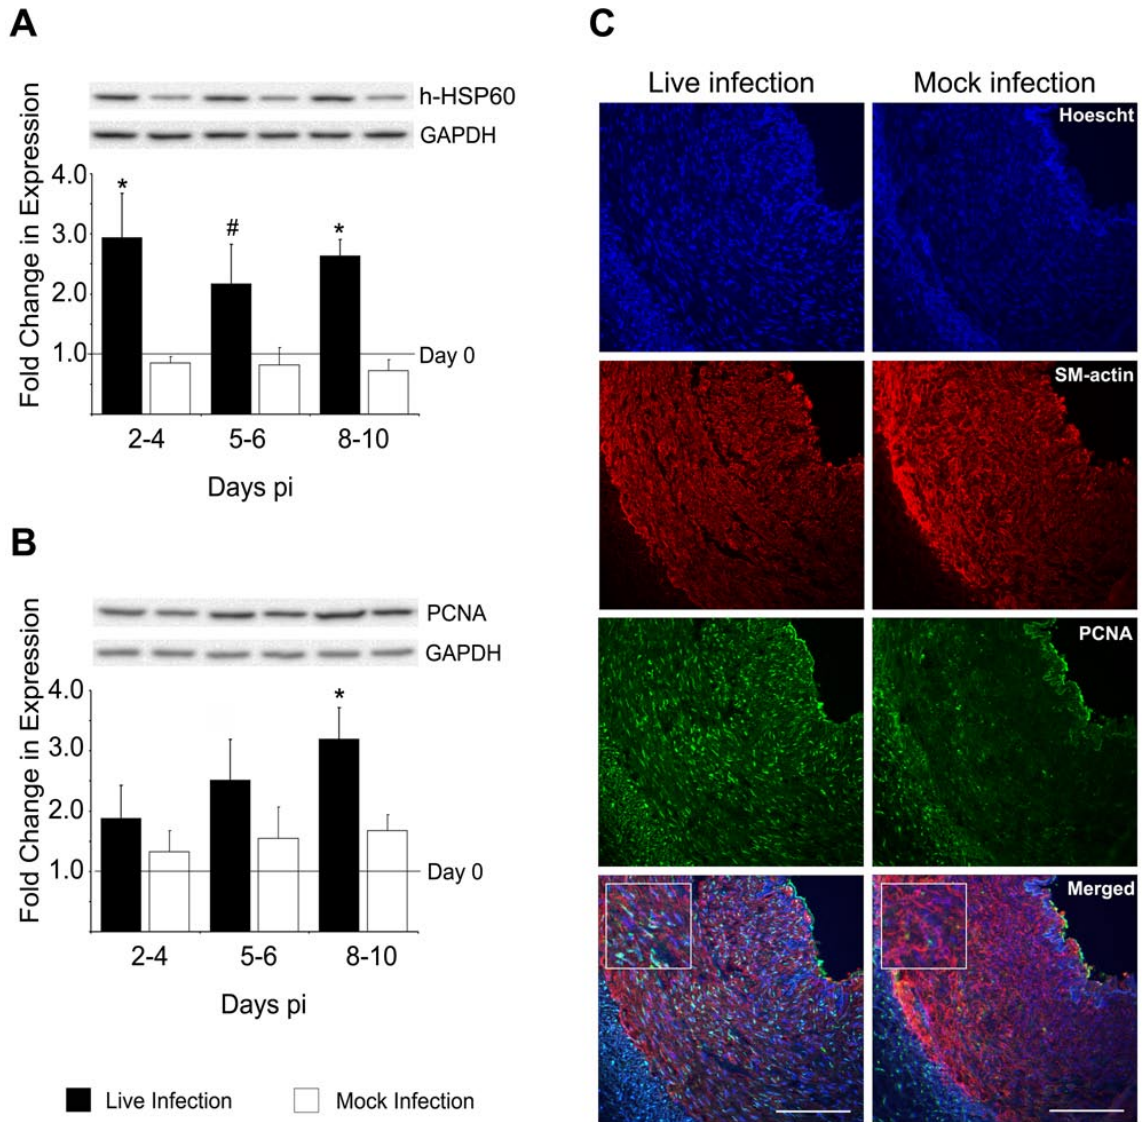 A
h-HSP60
GAPDH
Fold Change in Expression
4.0
*
3.0
#
*
2.0
1.0
Day 0
2-4
5-6
8-10
Days pi
B
PCNA
GAPDH
Fold Change in Expression
4.0
*
3.0
2.0
1.0
Day 0
2-4
5-6
8-10
Days pi
Live Infection
Mock Infection
C
Live infection
Mock infection
Hoescht
SM-actin
PCNA
Merged